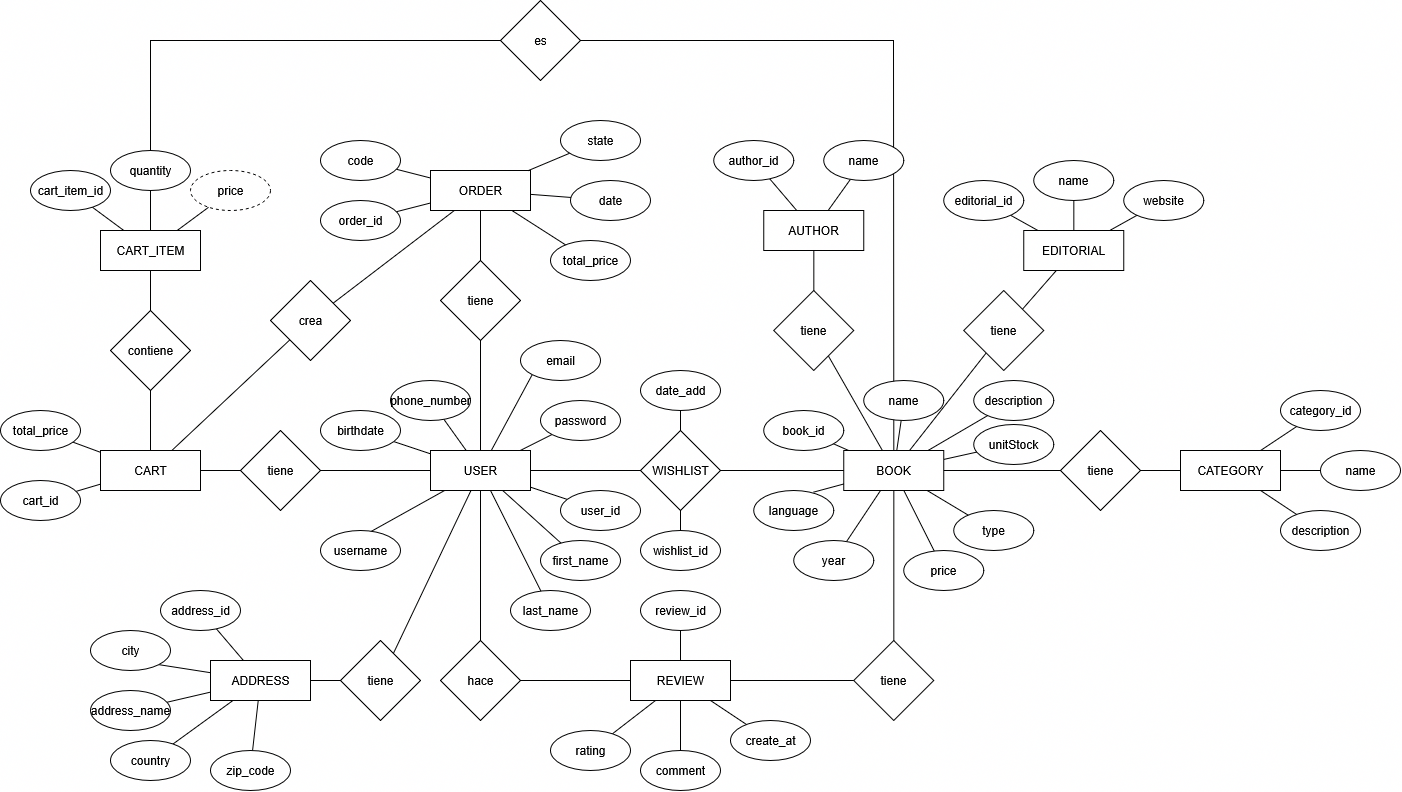 es
state
code
quantity
author_id
name
name
cart_item_id
price
ORDER
date
editorial_id
website
order_id
AUTHOR
CART_ITEM
EDITORIAL
total_price
tiene
crea
tiene
tiene
contiene
email
date_add
phone_number
name
description
category_id
total_price
birthdate
password
book_id
unitStock
CART
tiene
USER
WISHLIST
BOOK
tiene
CATEGORY
name
cart_id
user_id
language
type
description
username
first_name
wishlist_id
year
price
address_id
last_name
review_id
city
ADDRESS
tiene
hace
REVIEW
tiene
address_name
create_at
country
rating
zip_code
comment